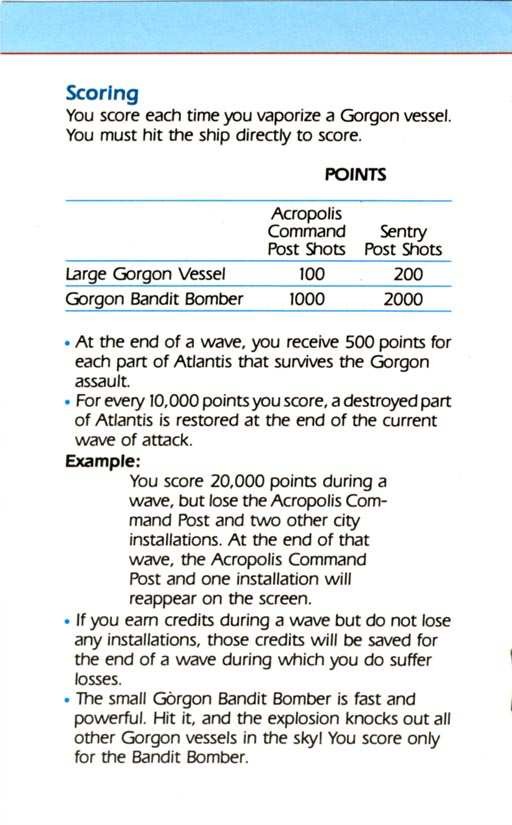 Scoring
You score each time you vaporize a Gorgon vessel.
You must hit the ship directly to score.
POINTS
Acropolis
Command Sentry
Post Shots Post Shots
Large Gorgon Vessel 100 200
Gorgon Bandit Bomber 1000 2000
• At the end of a wave, you receive 500 points for
each part of Atlantis that survives the Gorgon
assault.
• For every 10,000 points you score, a destroyed part
of Atlantis is restored at the end of the current
wave of attack.
Example:
You score 20,000 points during a
wave, but lose the Acropolis Com-
mand Post and two other city
installations. At the end of that
wave, the Acropolis Command
Post and one installation will
reappear on the screen.
• If you earn credits during a wave but do not lose
any installations, those credits will be saved for
the end of a wave during which you do suffer
losses.
• The small Gorgon Bandit Bomber is fast and
powerful. Hit it, and the explosion knocks out all
other Gorgon vessels in the sky! You score only
for the Bandit Bomber.